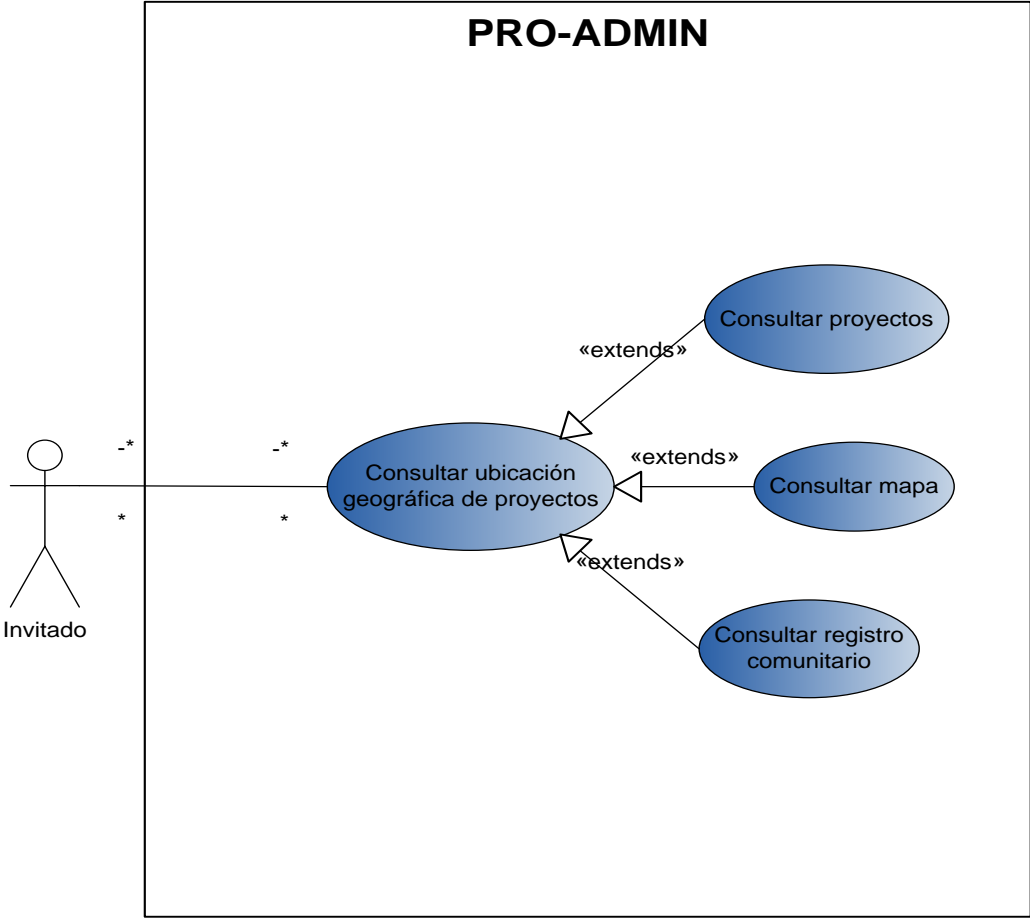 PRO-ADMIN
Consultar proyectos
«extends»
-*
-*
Consultar ubicación
geográfica de proyectos
«extends»
Consultar mapa
*
*
«extends»
Invitado
Consultar registro
comunitario